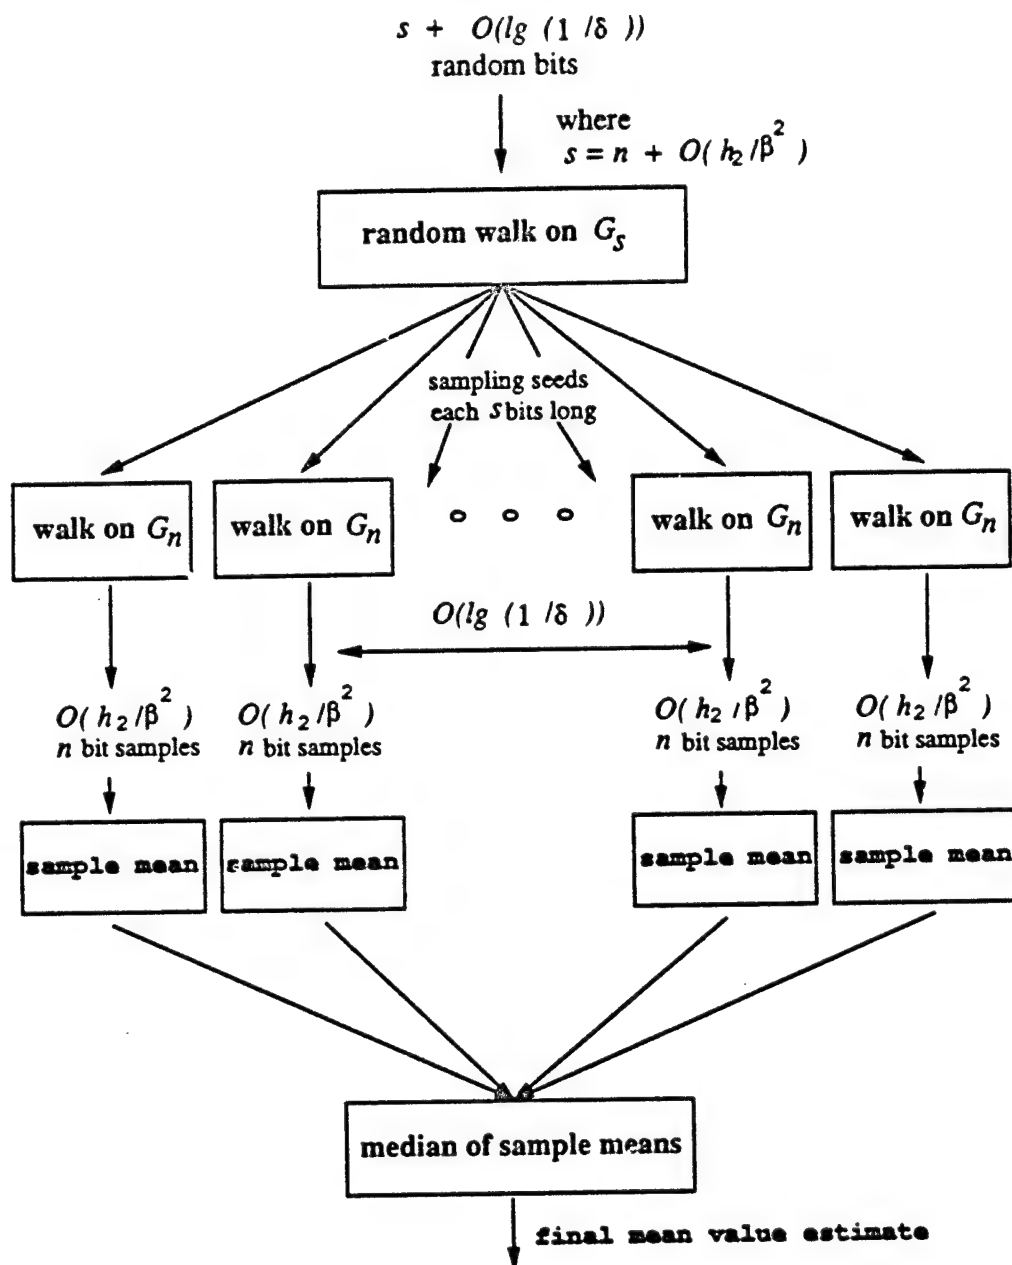 s + O(lg (1 /δ ))
random bits
where
s = n + O( h₂/β² )
random walk on Gₛ
sampling seeds
each s bits long
walk on Gₙ
walk on Gₙ
o o o
walk on Gₙ
walk on Gₙ
O(lg (1 /δ ))
O( h₂/β² )
n bit samples
O( h₂/β² )
n bit samples
O( h₂/β² )
n bit samples
O( h₂/β² )
n bit samples
sample mean
sample mean
sample mean
sample mean
median of sample means
final mean value estimate